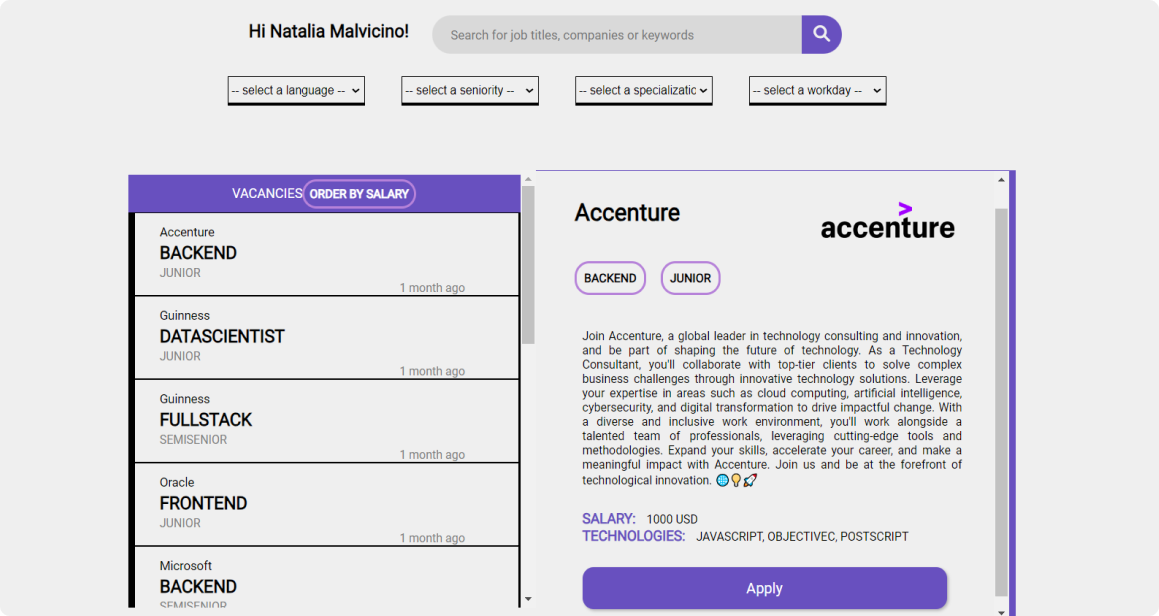 Hi Natalia Malvicino!
Search for job titles, companies or keywords
-- select a language --
-- select a seniority --
-- select a specializatic
-- select a workday --
VACANCIES
ORDER BY SALARY
Accenture
BACKEND
JUNIOR
1 month ago
Guinness
DATASCIENTIST
JUNIOR
1 month ago
Guinness
FULLSTACK
SEMISENIOR
1 month ago
Oracle
FRONTEND
JUNIOR
1 month ago
Microsoft
BACKEND
SEMISENIOR
Accenture
accenture
BACKEND
JUNIOR
Join Accenture, a global leader in technology consulting and innovation,
and be part of shaping the future of technology. As a Technology
Consultant, you'll collaborate with top-tier clients to solve complex
business challenges through innovative technology solutions. Leverage
your expertise in areas such as cloud computing, artificial intelligence,
cybersecurity, and digital transformation to drive impactful change. With
a diverse and inclusive work environment, you'll work alongside a
talented team of professionals, leveraging cutting-edge tools and
methodologies. Expand your skills, accelerate your career, and make a
meaningful impact with Accenture. Join us and be at the forefront of
technological innovation. 🌐💡🚀
SALARY: 1000 USD
TECHNOLOGIES: JAVASCRIPT, OBJECTIVEC, POSTSCRIPT
Apply